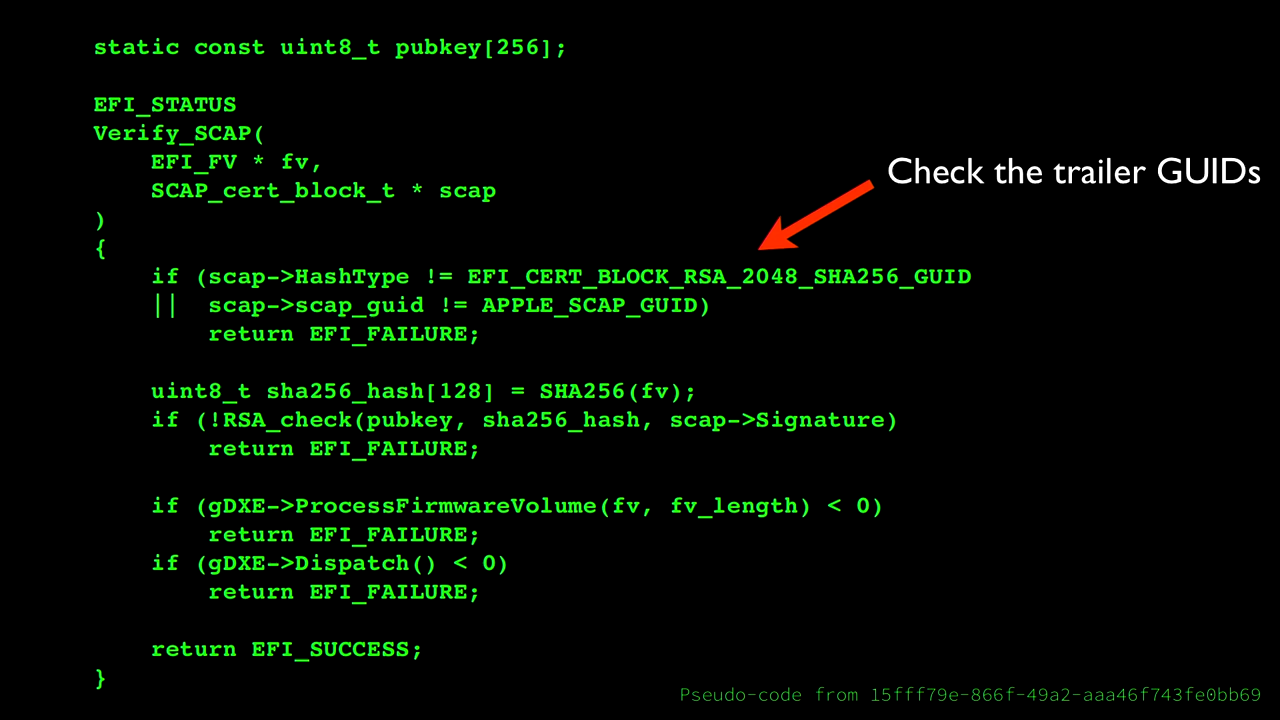 static const uint8_t pubkey[256];
EFI_STATUS
Verify_SCAP(
EFI_FV * fv,
SCAP_cert_block_t * scap
)
{
if (scap->HashType != EFI_CERT_BLOCK_RSA_2048_SHA256_GUID
|| scap->scap_guid != APPLE_SCAP_GUID)
return EFI_FAILURE;
uint8_t sha256_hash[128] = SHA256(fv);
if (!RSA_check(pubkey, sha256_hash, scap->Signature)
return EFI_FAILURE;
if (gDXE->ProcessFirmwareVolume(fv, fv_length) < 0)
return EFI_FAILURE;
if (gDXE->Dispatch() < 0)
return EFI_FAILURE;
return EFI_SUCCESS;
}
Check the trailer GUIDs
Pseudo-code from 15fff79e-866f-49a2-aaa46f743fe0bb69